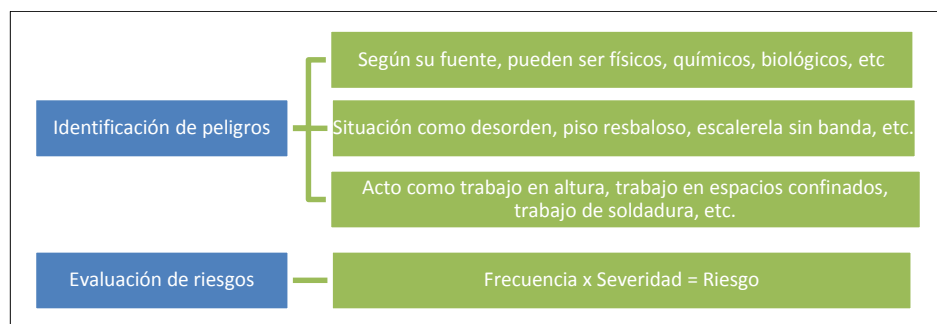 Identificación de peligros
Según su fuente, pueden ser físicos, químicos, biológicos, etc
Situación como desorden, piso resbaloso, escalerela sin banda, etc.
Acto como trabajo en altura, trabajo en espacios confinados,
trabajo de soldadura, etc.
Evaluación de riesgos
Frecuencia x Severidad = Riesgo